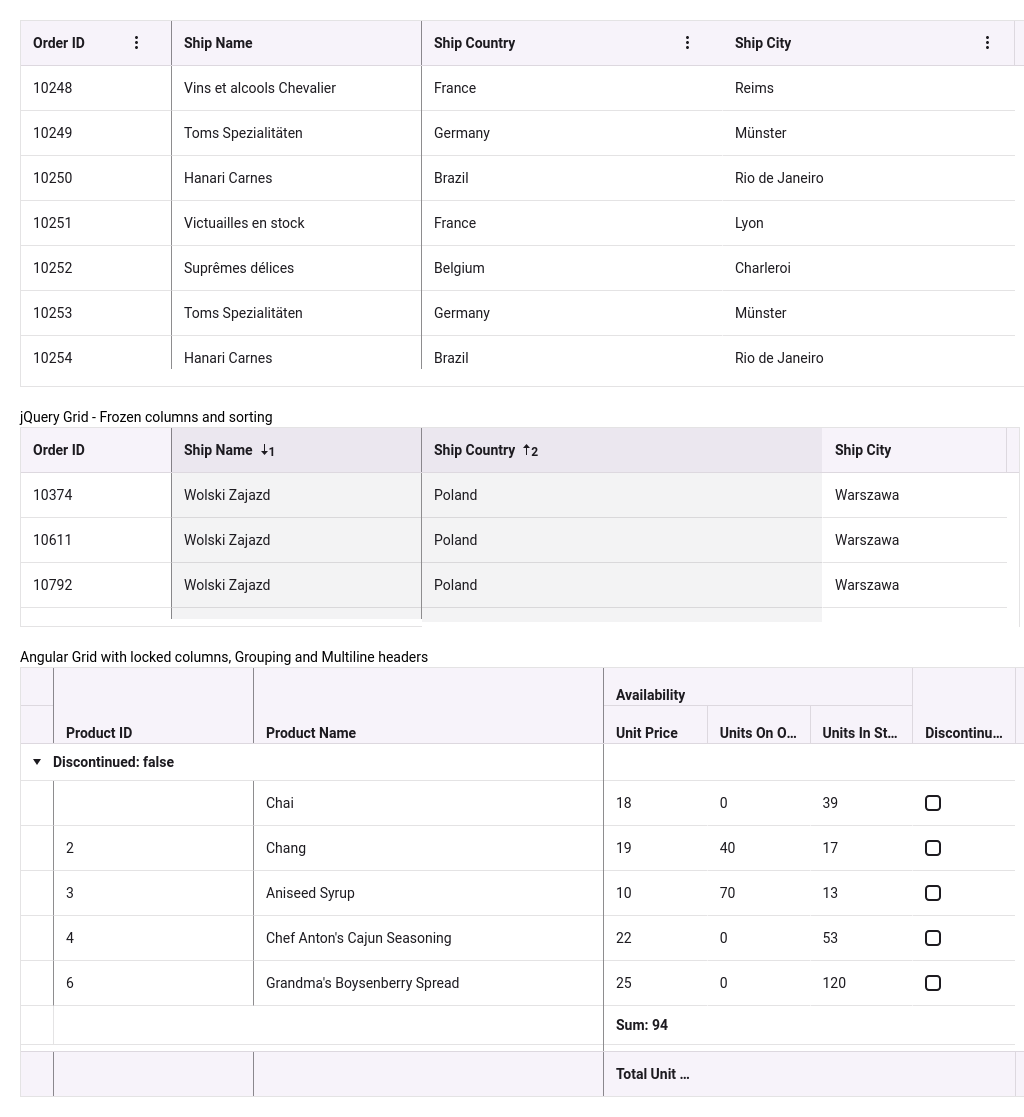 Order ID Ship Name Ship Country Ship City
10248 Vins et alcools Chevalier France Reims
10249 Toms Spezialitäten Germany Münster
10250 Hanari Carnes Brazil Rio de Janeiro
10251 Victuailles en stock France Lyon
10252 Suprêmes délices Belgium Charleroi
10253 Toms Spezialitäten Germany Münster
10254 Hanari Carnes Brazil Rio de Janeiro
jQuery Grid - Frozen columns and sorting
Order ID Ship Name ↓1 Ship Country ↑2 Ship City
10374 Wolski Zajazd Poland Warszawa
10611 Wolski Zajazd Poland Warszawa
10792 Wolski Zajazd Poland Warszawa
Angular Grid with locked columns, Grouping and Multiline headers
Availability
Product ID Product Name Unit Price Units On O... Units In St... Discontinu...
Discontinued: false
Chai 18 0 39
2 Chang 19 40 17
3 Aniseed Syrup 10 70 13
4 Chef Anton's Cajun Seasoning 22 0 53
6 Grandma's Boysenberry Spread 25 0 120
Sum: 94
Total Unit ...